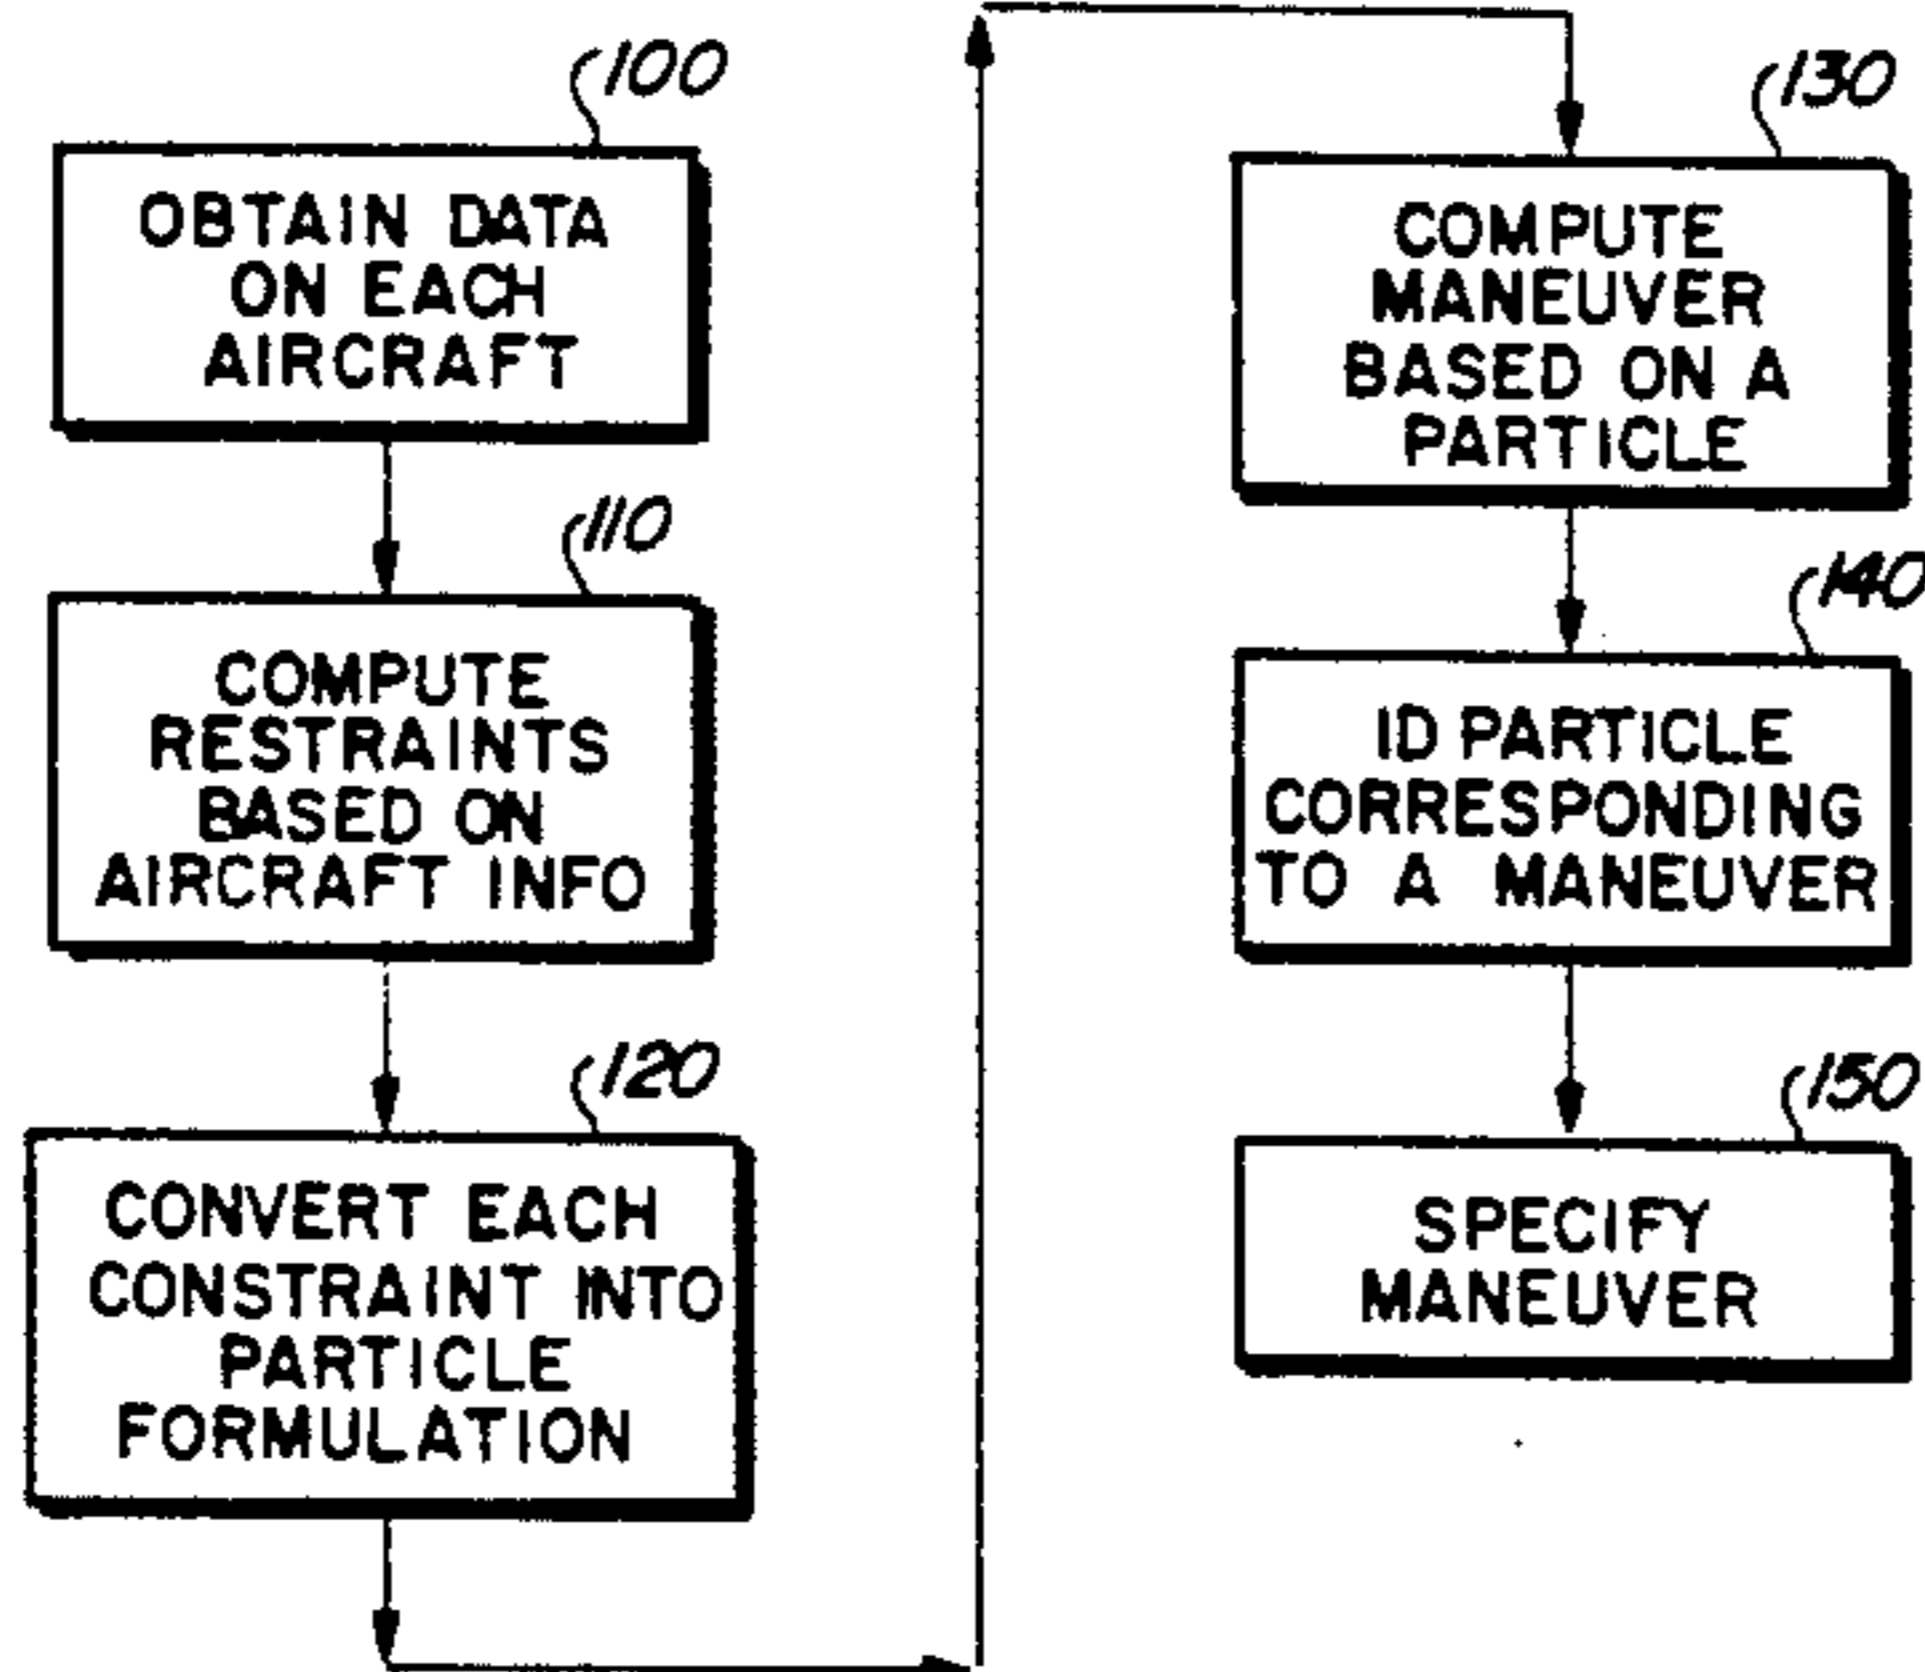 100
OBTAIN DATA
ON EACH
AIRCRAFT
110
COMPUTE
RESTRAINTS
BASED ON
AIRCRAFT INFO
120
CONVERT EACH
CONSTRAINT INTO
PARTICLE
FORMULATION
130
COMPUTE
MANEUVER
BASED ON A
PARTICLE
140
ID PARTICLE
CORRESPONDING
TO A MANEUVER
150
SPECIFY
MANEUVER